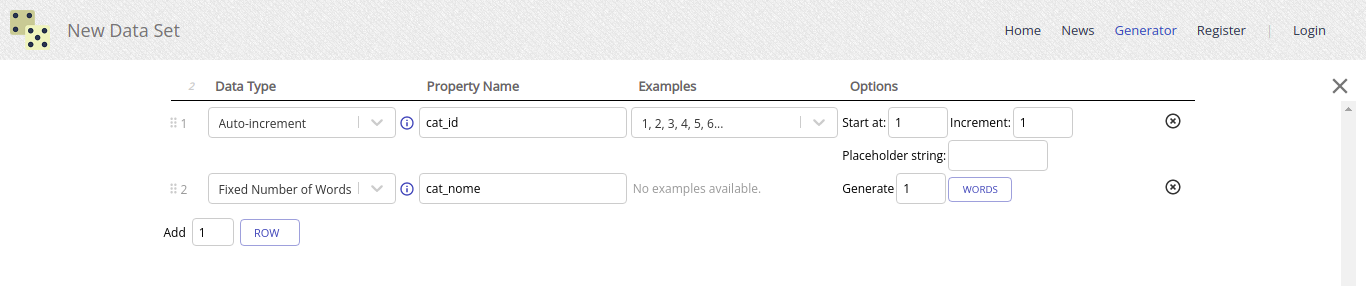 New Data Set Home News Generator Register Login
2 Data Type Property Name Examples Options
1 Auto-increment cat_id 1, 2, 3, 4, 5, 6... Start at: 1 Increment: 1
Placeholder string:
2 Fixed Number of Words cat_nome No examples available. Generate 1 WORDS
Add 1 ROW